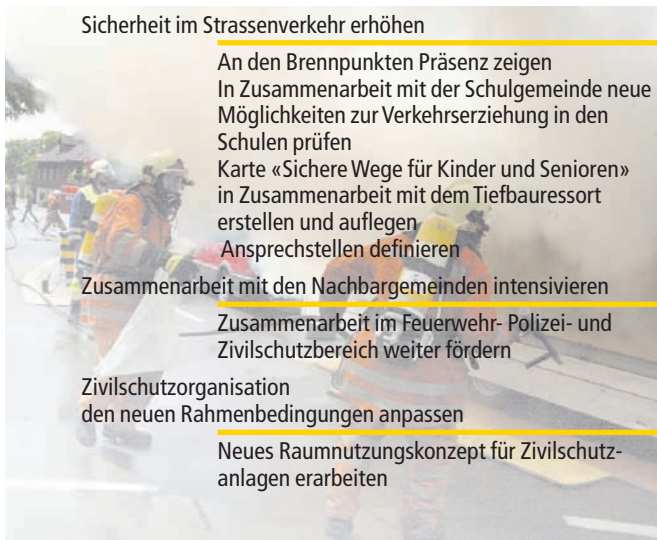 Sicherheit im Strassenverkehr erhöhen
An den Brennpunkten Präsenz zeigen
In Zusammenarbeit mit der Schulgemeinde neue
Möglichkeiten zur Verkehrserziehung in den
Schulen prüfen
Karte «Sichere Wege für Kinder und Senioren»
in Zusammenarbeit mit dem Tiefbauressort
erstellen und auflegen
Ansprechstellen definieren
Zusammenarbeit mit den Nachbargemeinden intensivieren
Zusammenarbeit im Feuerwehr- Polizei- und
Zivilschutzbereich weiter fördern
Zivilschutzorganisation
den neuen Rahmenbedingungen anpassen
Neues Raumnutzungskonzept für Zivilschutz-
anlagen erarbeiten